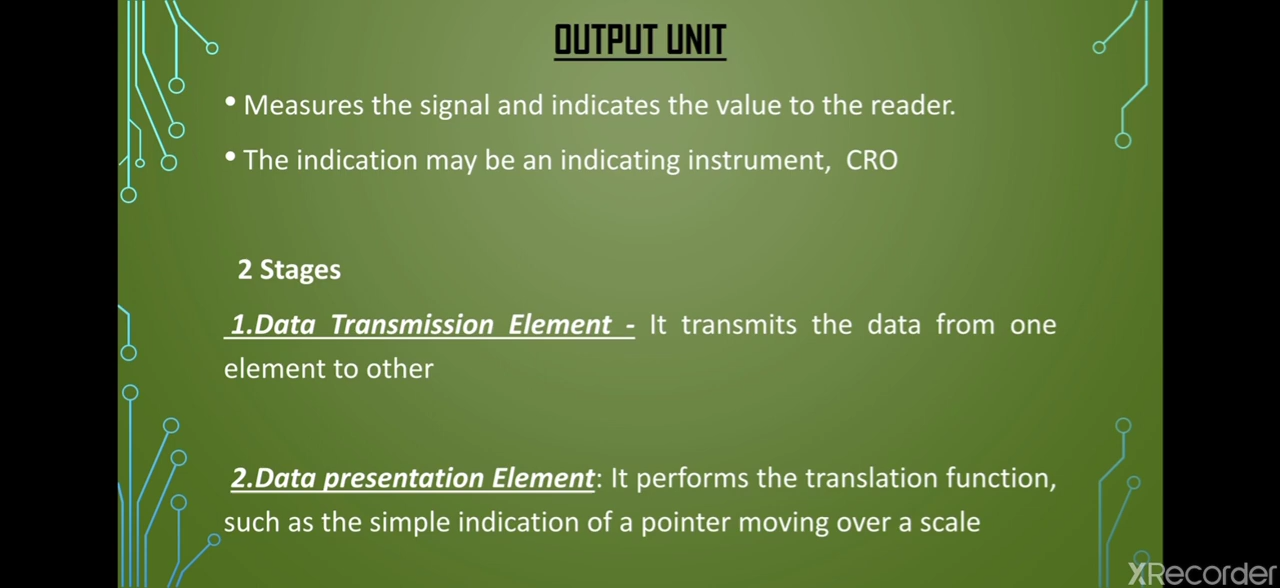 OUTPUT UNIT
• Measures the signal and indicates the value to the reader.
• The indication may be an indicating instrument,  CRO
2 Stages
1.Data Transmission Element - It transmits the data from one
element to other
2.Data presentation Element: It performs the translation function,
such as the simple indication of a pointer moving over a scale
XRecorder